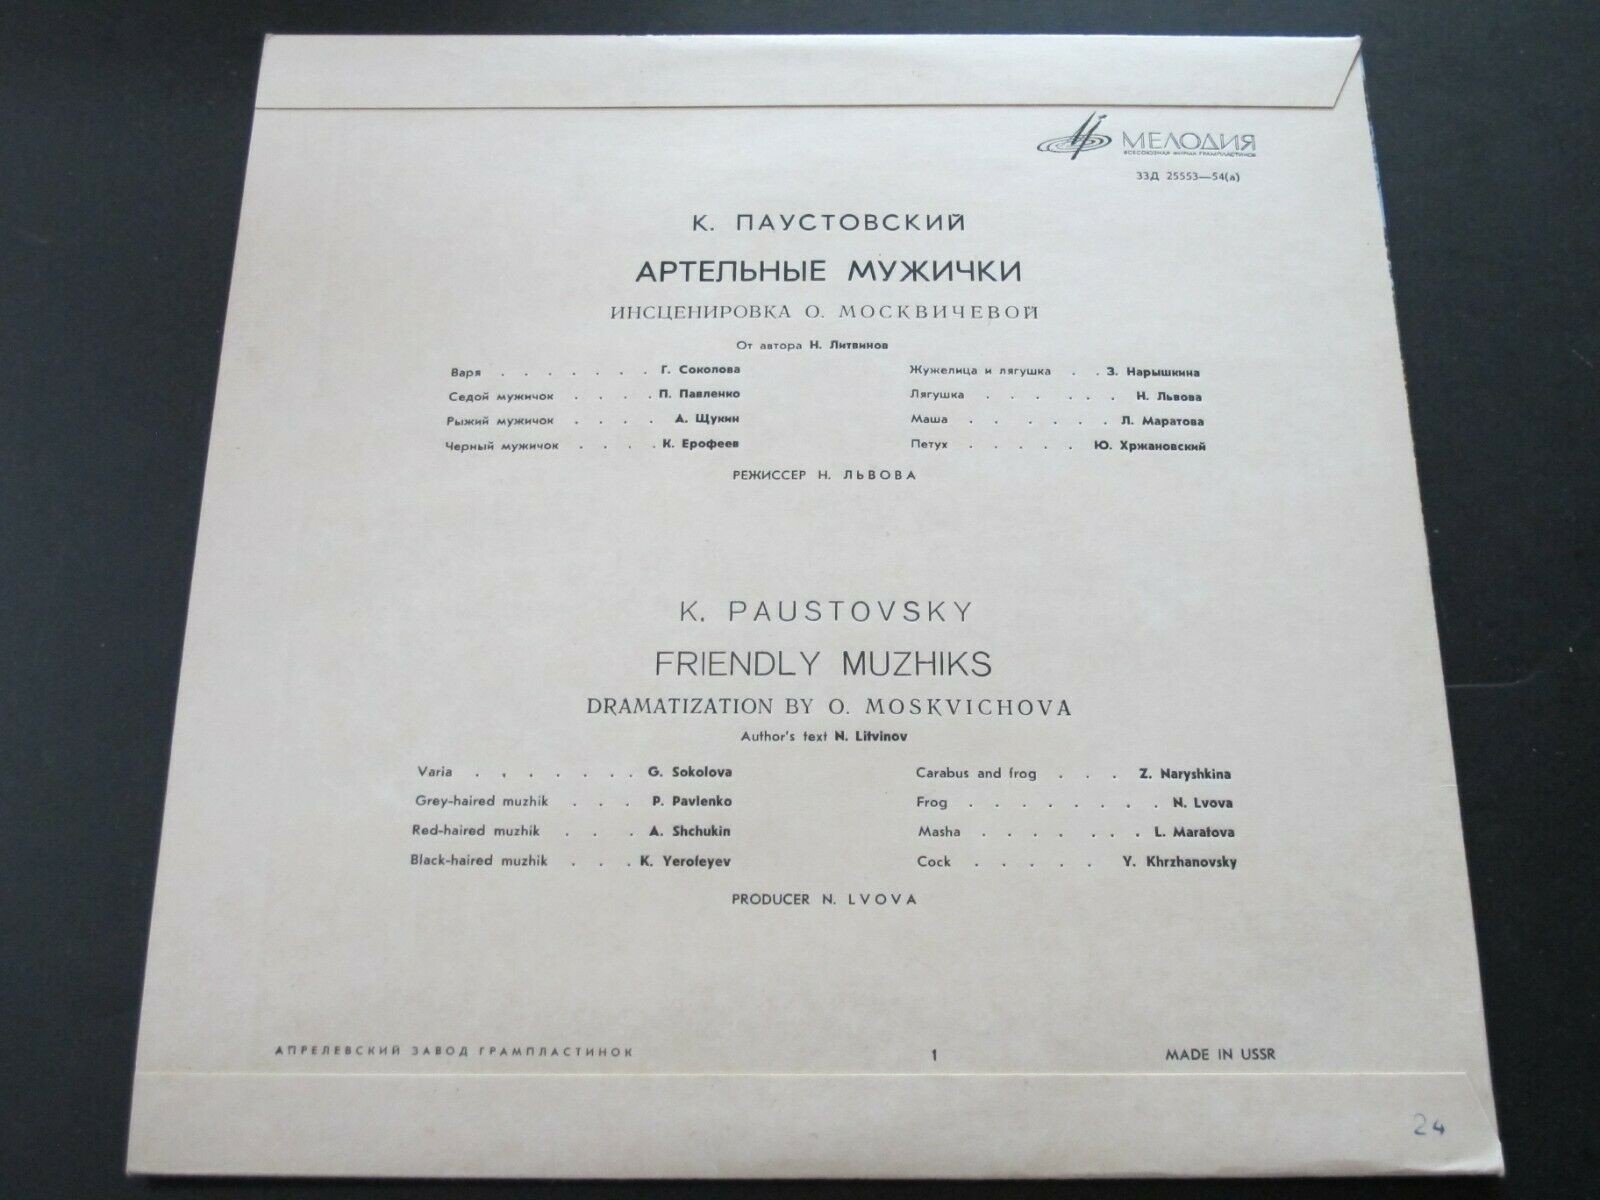 МЕЛОДИЯ
ВСЕСОЮЗНАЯ ФИРМА ГРАМПЛАСТИНОК
33Д 25553—54(а)
К. ПАУСТОВСКИЙ
АРТЕЛЬНЫЕ МУЖИЧКИ
ИНСЦЕНИРОВКА О. МОСКВИЧЕВОЙ
От автора Н. Литвинов
Варя . . . . . . . Г. Соколова
Седой мужичок . . . . П. Павленко
Рыжий мужичок . . . . А. Щукин
Черный мужичок . . . . К. Ерофеев
Жужелица и лягушка . . З. Нарышкина
Лягушка . . . . . . Н. Львова
Маша . . . . . . Л. Маратова
Петух . . . . . Ю. Хржановский
РЕЖИССЕР Н. ЛЬВОВА
K. PAUSTOVSKY
FRIENDLY MUZHIKS
DRAMATIZATION BY O. MOSKVICHOVA
Author's text N. Litvinov
Varia . . . . . . . G. Sokolova
Grey-haired muzhik . . . P. Pavlenko
Red-haired muzhik . . . A. Shchukin
Black-haired muzhik . . . K. Yerofeyev
Carabus and frog . . . Z. Naryshkina
Frog . . . . . . . . N. Lvova
Masha . . . . . . . L. Maratova
Cock . . . . . Y. Khrzhanovsky
PRODUCER N. LVOVA
АПРЕЛЕВСКИЙ ЗАВОД ГРАМПЛАСТИНОК 1 MADE IN USSR
24